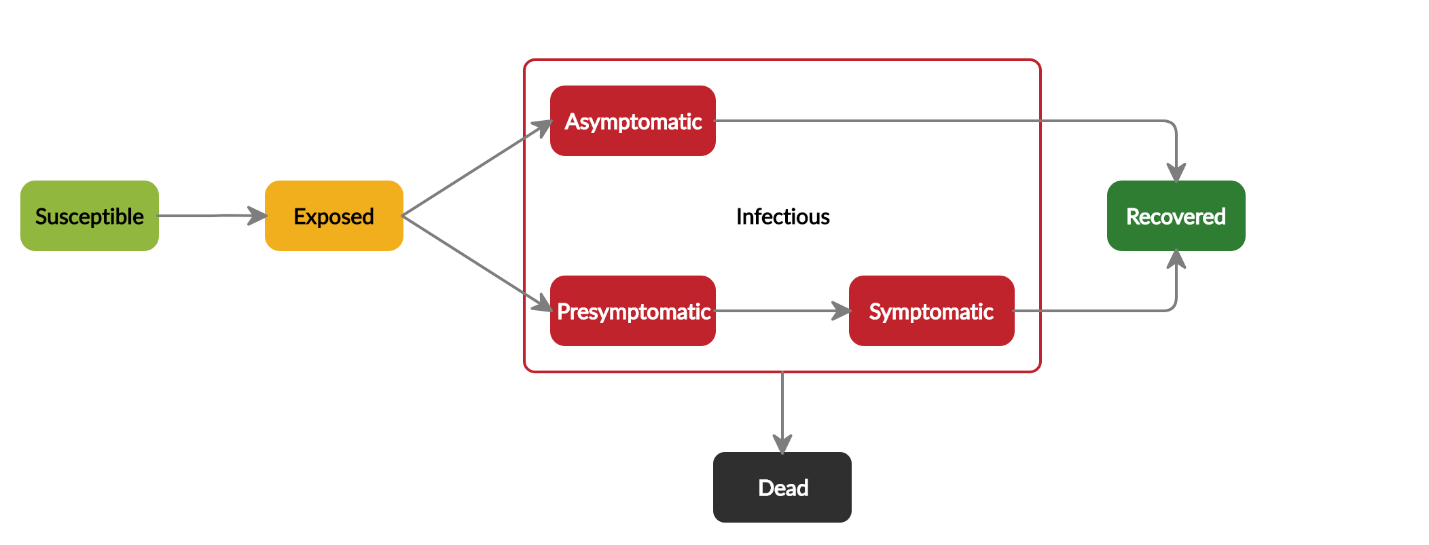 Asymptomatic
Susceptible
Exposed
Infectious
Recovered
Presymptomatic
Symptomatic
Dead